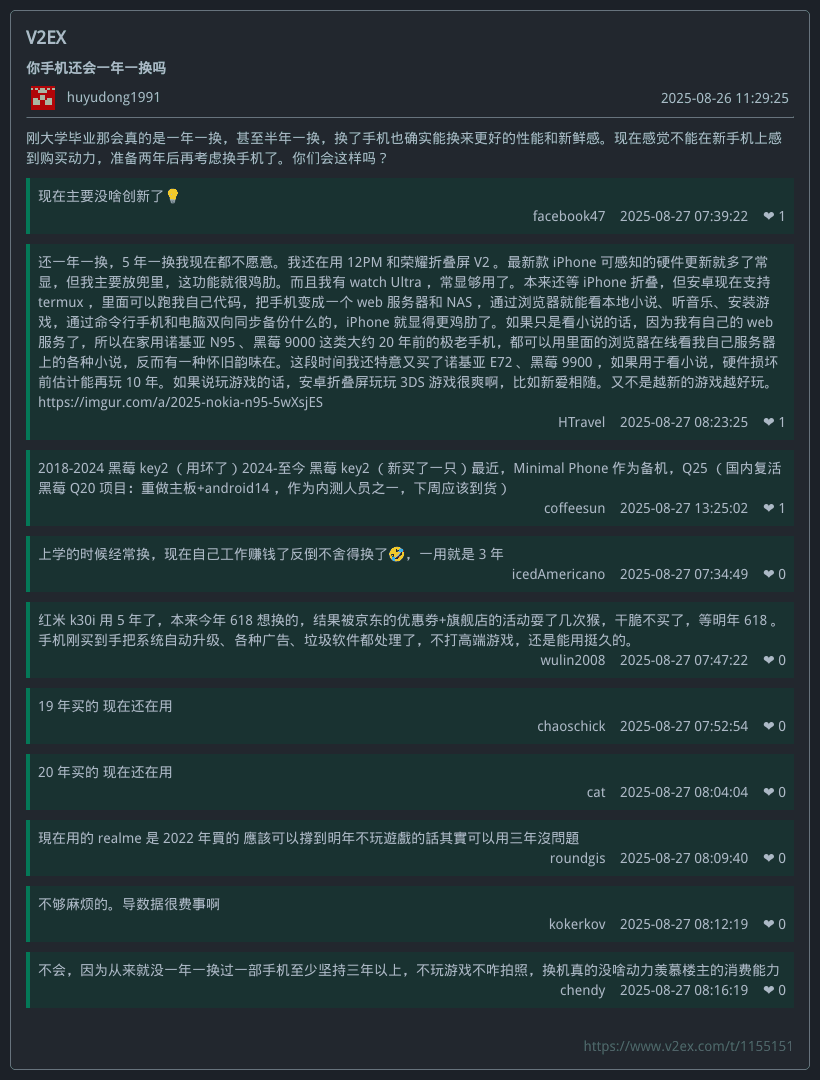 V2EX
你手机还会一年一换吗
huyudong1991 2025-08-26 11:29:25
刚大学毕业那会真的是一年一换，甚至半年一换，换了手机也确实能换来更好的性能和新鲜感。现在感觉不能在新手机上感
到购买动力，准备两年后再考虑换手机了。你们会这样吗？
现在主要没啥创新了💡
facebook47 2025-08-27 07:39:22 ❤ 1
还一年一换，5 年一换我现在都不愿意。我还在用 12PM 和荣耀折叠屏 V2 。最新款 iPhone 可感知的硬件更新就多了常
显，但我主要放兜里，这功能就很鸡肋。而且我有 watch Ultra ，常显够用了。本来还等 iPhone 折叠，但安卓现在支持
termux ，里面可以跑我自己代码，把手机变成一个 web 服务器和 NAS ，通过浏览器就能看本地小说、听音乐、安装游
戏，通过命令行手机和电脑双向同步备份什么的，iPhone 就显得更鸡肋了。如果只是看小说的话，因为我有自己的 web
服务了，所以在家用诺基亚 N95 、黑莓 9000 这类大约 20 年前的极老手机，都可以用里面的浏览器在线看我自己服务器
上的各种小说，反而有一种怀旧韵味在。这段时间我还特意又买了诺基亚 E72 、黑莓 9900 ，如果用于看小说，硬件损坏
前估计能再玩 10 年。如果说玩游戏的话，安卓折叠屏玩玩 3DS 游戏很爽啊，比如新爱相随。又不是越新的游戏越好玩。
https://imgur.com/a/2025-nokia-n95-5wXsjES
HTravel 2025-08-27 08:23:25 ❤ 1
2018-2024 黑莓 key2 （用坏了）2024-至今 黑莓 key2 （新买了一只）最近，Minimal Phone 作为备机，Q25 （国内复活
黑莓 Q20 项目：重做主板+android14 ，作为内测人员之一，下周应该到货）
coffeesun 2025-08-27 13:25:02 ❤ 1
上学的时候经常换，现在自己工作赚钱了反倒不舍得换了🤣，一用就是 3 年
icedAmericano 2025-08-27 07:34:49 ❤ 0
红米 k30i 用 5 年了，本来今年 618 想换的，结果被京东的优惠券+旗舰店的活动耍了几次猴，干脆不买了，等明年 618 。
手机刚买到手把系统自动升级、各种广告、垃圾软件都处理了，不打高端游戏，还是能用挺久的。
wulin2008 2025-08-27 07:47:22 ❤ 0
19 年买的 现在还在用
chaoschick 2025-08-27 07:52:54 ❤ 0
20 年买的 现在还在用
cat 2025-08-27 08:04:04 ❤ 0
現在用的 realme 是 2022 年買的 應該可以撐到明年不玩遊戲的話其實可以用三年沒問題
roundgis 2025-08-27 08:09:40 ❤ 0
不够麻烦的。导数据很费事啊
kokerkov 2025-08-27 08:12:19 ❤ 0
不会，因为从来就没一年一换过一部手机至少坚持三年以上，不玩游戏不咋拍照，换机真的没啥动力羡慕楼主的消费能力
chendy 2025-08-27 08:16:19 ❤ 0
https://www.v2ex.com/t/1155151